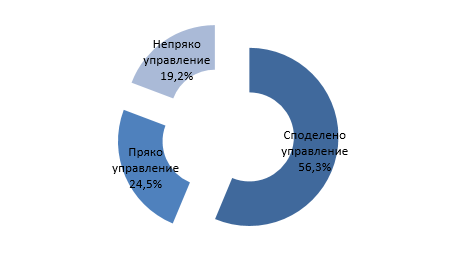 Непряко
управление
19,2%
Споделено
управление
56,3%
Пряко
управление
24,5%